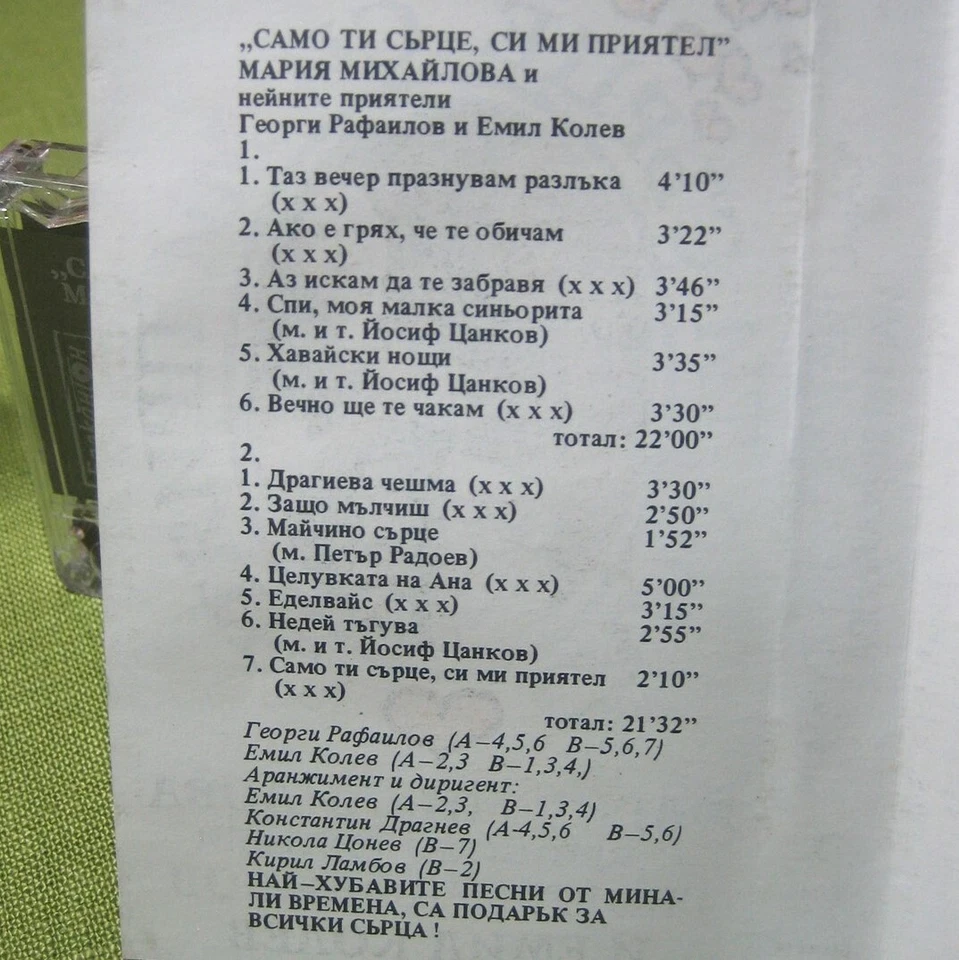 „САМО ТИ СЪРЦЕ, СИ МИ ПРИЯТЕЛ”
МАРИЯ МИХАЙЛОВА и
нейните приятели
Георги Рафаилов и Емил Колев
1.
1. Таз вечер празнувам разлъка 4’10”
(х х х)
2. Ако е грях, че те обичам 3’22”
(х х х)
3. Аз искам да те забравя (х х х) 3’46”
4. Спи, моя малка синьорита 3’15”
(м. и т. Йосиф Цанков)
5. Хавайски нощи 3’35”
(м. и т. Йосиф Цанков)
6. Вечно ще те чакам (х х х) 3’30”
тотал: 22’00”
2.
1. Драгиева чешма (х х х) 3’30”
2. Защо мълчиш (х х х) 2’50”
3. Майчино сърце 1’52”
(м. Петър Радоев)
4. Целувката на Ана (х х х) 5’00”
5. Еделвайс (х х х) 3’15”
6. Недей тъгува 2’55”
(м. и т. Йосиф Цанков)
7. Само ти сърце, си ми приятел 2’10”
(х х х)
тотал: 21’32”
Георги Рафаилов (А–4,5,6 В–5,6,7)
Емил Колев (А–2,3 В–1,3,4,)
Аранжимент и диригент:
Емил Колев (А–2,3, В–1,3,4)
Константин Драгнев (А-4,5,6 В–5,6)
Никола Цонев (В–7)
Кирил Ламбов (В–2)
НАЙ–ХУБАВИТЕ ПЕСНИ ОТ МИНА-
ЛИ ВРЕМЕНА, СА ПОДАРЪК ЗА
ВСИЧКИ СЪРЦА !